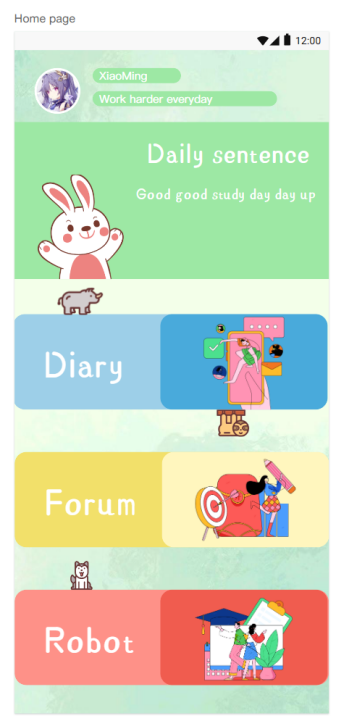 Home page
12:00
XiaoMing
Work harder everyday
Daily sentence
Good good study day day up
Diary
Forum
Robot